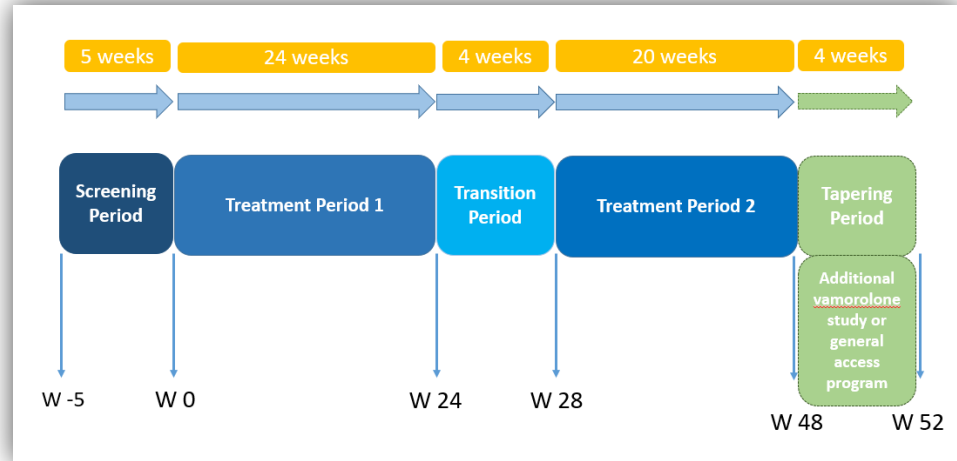 5 weeks
24 weeks
4 weeks
20 weeks
4 weeks
Screening
Period
Treatment Period 1
Transition
Period
Treatment Period 2
Tapering
Period
Additional
vamorolone
study or
general
access
program
W -5
W 0
W 24
W 28
W 48
W 52